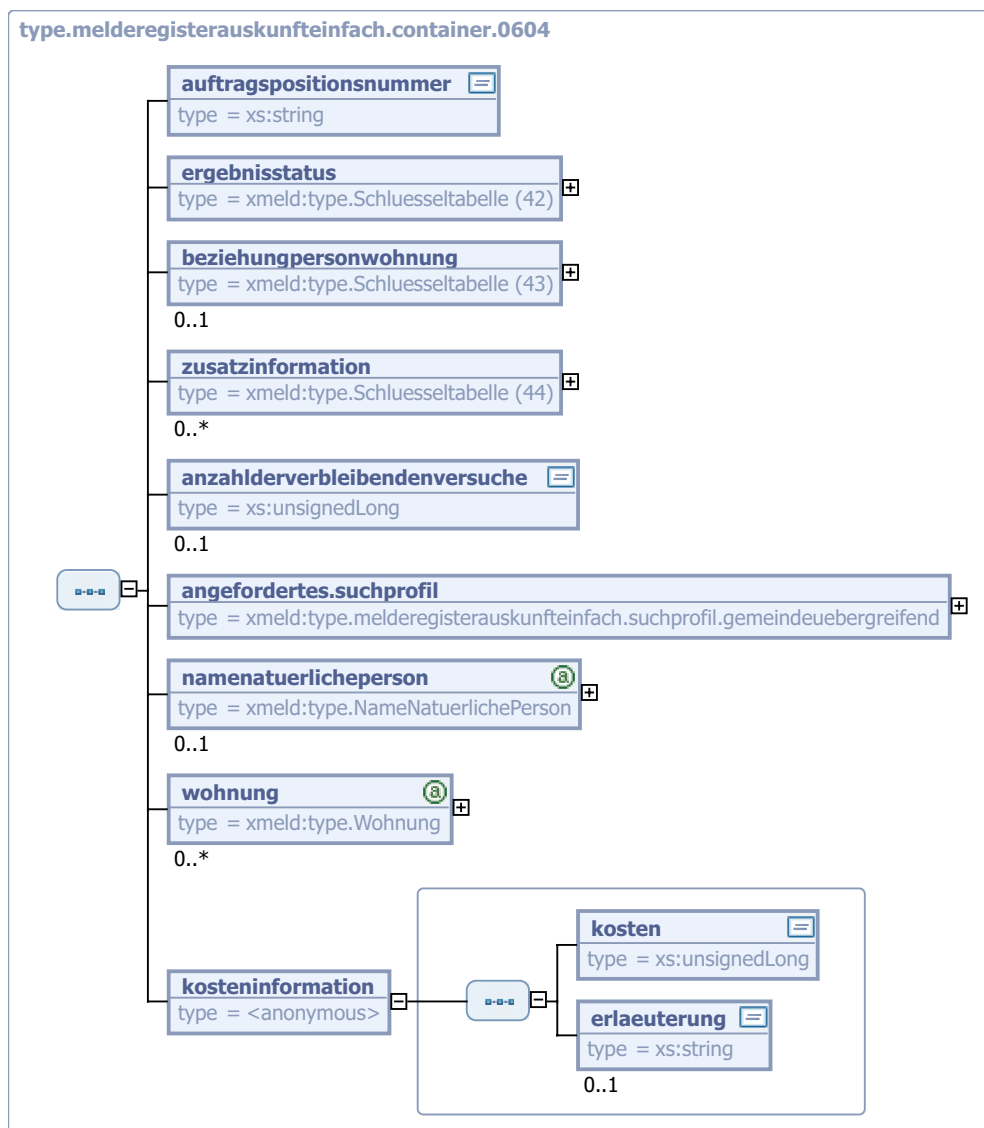 type.melderegisterauskunfteinfach.container.0604
auftragspositionsnummer
type = xs:string
ergebnisstatus
type = xmeld:type.Schluesseltabelle (42)
beziehungpersonwohnung
type = xmeld:type.Schluesseltabelle (43)
0..1
zusatzinformation
type = xmeld:type.Schluesseltabelle (44)
0..*
anzahlderverbleibendenversuche
type = xs:unsignedLong
0..1
angefordertes.suchprofil
type = xmeld:type.melderegisterauskunfteinfach.suchprofil.gemeindeuebergreifend
namenatuerlicheperson
type = xmeld:type.NameNatuerlichePerson
0..1
wohnung
type = xmeld:type.Wohnung
0..*
kosteninformation
type = <anonymous>
kosten
type = xs:unsignedLong
erlaeuterung
type = xs:string
0..1